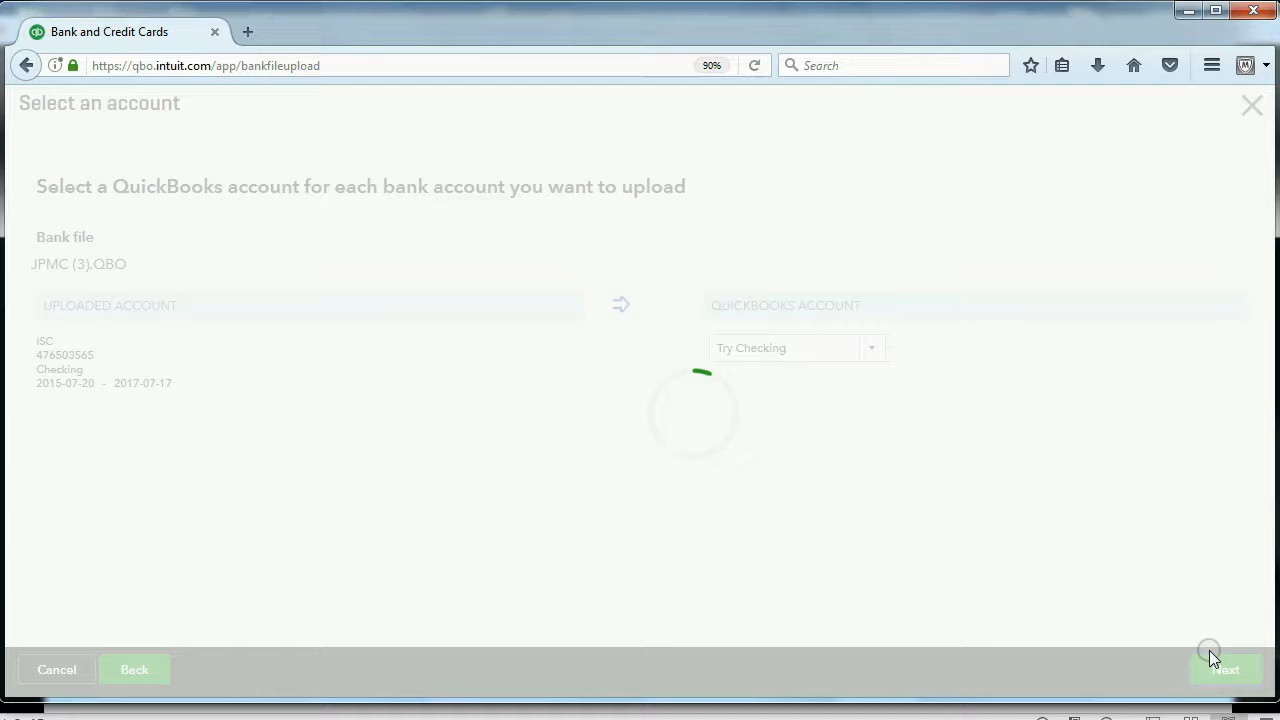 Bank and Credit Cards
https://qbo.intuit.com/app/bankfileupload
90%
Search
Select an account
Select a QuickBooks account for each bank account you want to upload
Bank file
JPMC (3).QBO
UPLOADED ACCOUNT
QUICKBOOKS ACCOUNT
ISC
476503565
Checking
2015-07-20 - 2017-07-17
Try Checking
Cancel
Back
Next